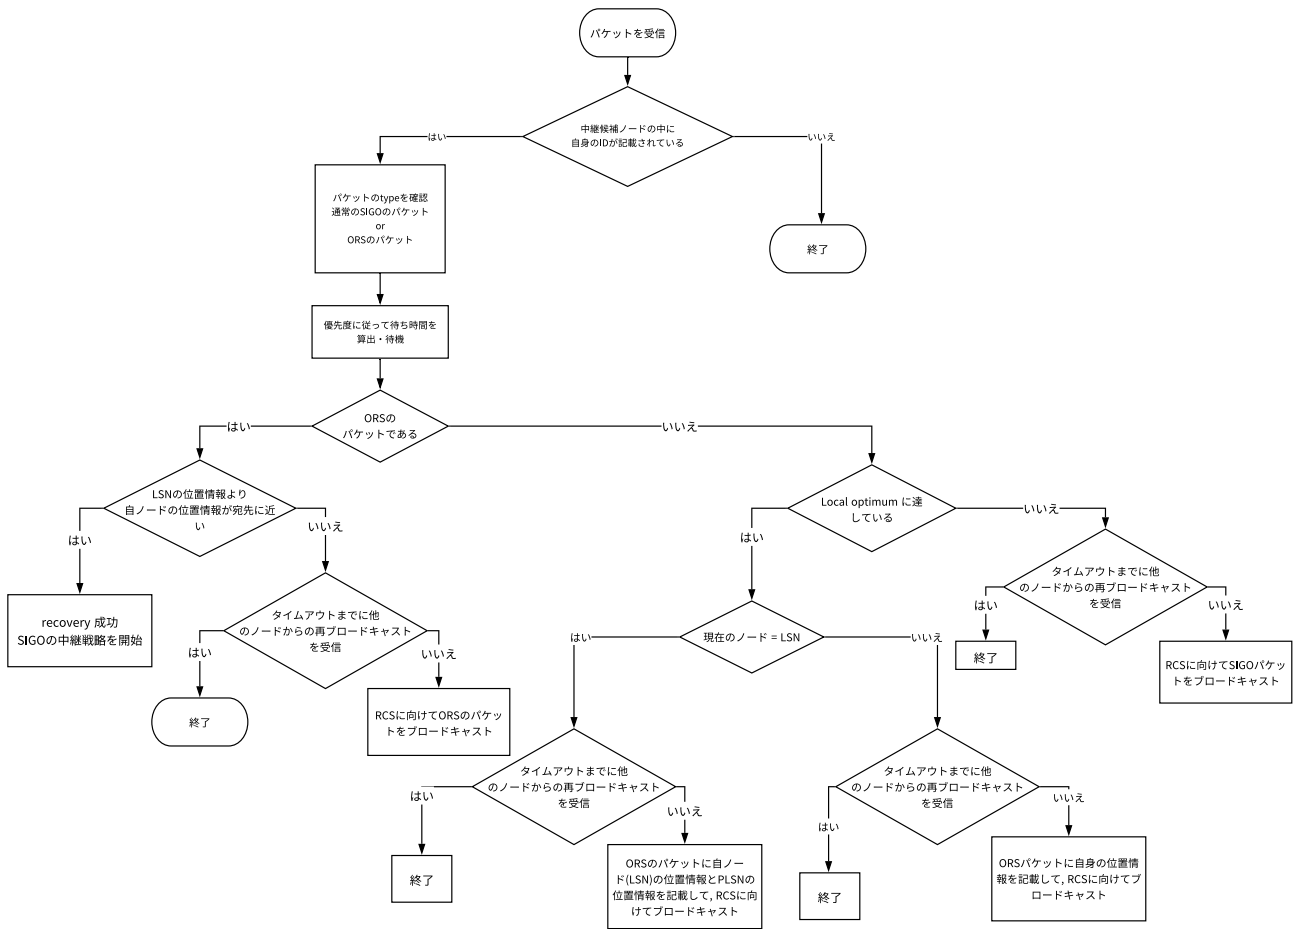 パケットを受信
中継候補ノードの中に
自身のIDが記載されている
はい
いいえ
パケットのtypeを確認
通常のSIGOのパケット
or
ORSのパケット
終了
優先度に従って待ち時間を
算出・待機
ORSの
パケットである
はい
いいえ
LSNの位置情報より
自ノードの位置情報が宛先に近
い
はい
いいえ
Local optimum に達
している
はい
いいえ
タイムアウトまでに他
のノードからの再ブロードキャスト
を受信
はい
いいえ
recovery 成功
SIGOの中継戦略を開始
タイムアウトまでに他
のノードからの再ブロードキャスト
を受信
はい
いいえ
現在のノード = LSN
はい
いいえ
終了
RCSに向けてSIGOパケッ
トをブロードキャスト
終了
RCSに向けてORSのパケッ
トをブロードキャスト
タイムアウトまでに他
のノードからの再ブロードキャスト
を受信
はい
いいえ
タイムアウトまでに他
のノードからの再ブロードキャスト
を受信
はい
いいえ
終了
ORSのパケットに自ノー
ド(LSN)の位置情報とPLSNの
位置情報を記載して, RCSに向
けてブロードキャスト
終了
ORSパケットに自身の位置情
報を記載して, RCSに向けてブ
ロードキャスト